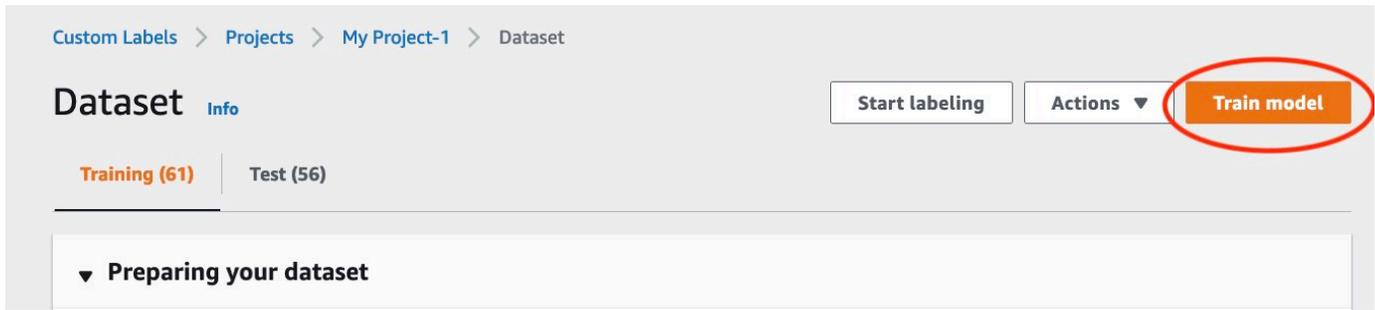 Custom Labels > Projects > My Project-1 > Dataset
Dataset Info
Start labeling Actions ▼ Train model
Training (61) Test (56)
▼ Preparing your dataset